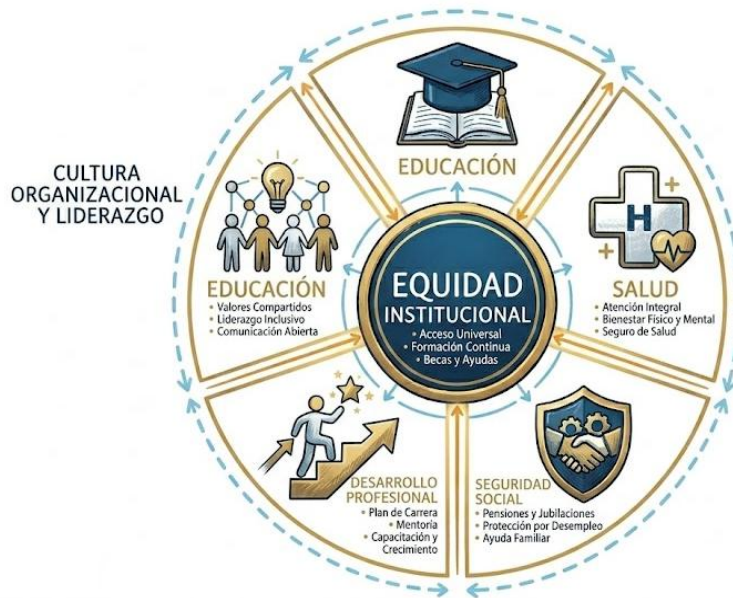 EDUCACIÓN
CULTURA
ORGANIZACIONAL
Y LIDERAZGO
EDUCACIÓN
• Valores Compartidos
• Liderazgo Inclusivo
• Comunicación Abierta
EQUIDAD
INSTITUCIONAL
• Acceso Universal
• Formación Continua
• Becas y Ayudas
H
SALUD
• Atención Integral
• Bienestar Físico y Mental
• Seguro de Salud
DESARROLLO
PROFESIONAL
• Plan de Carrera
• Mentoría
• Capacitación y
Crecimiento
SEGURIDAD
SOCIAL
• Pensiones y Jubilaciones
• Protección por Desempleo
• Ayuda Familiar